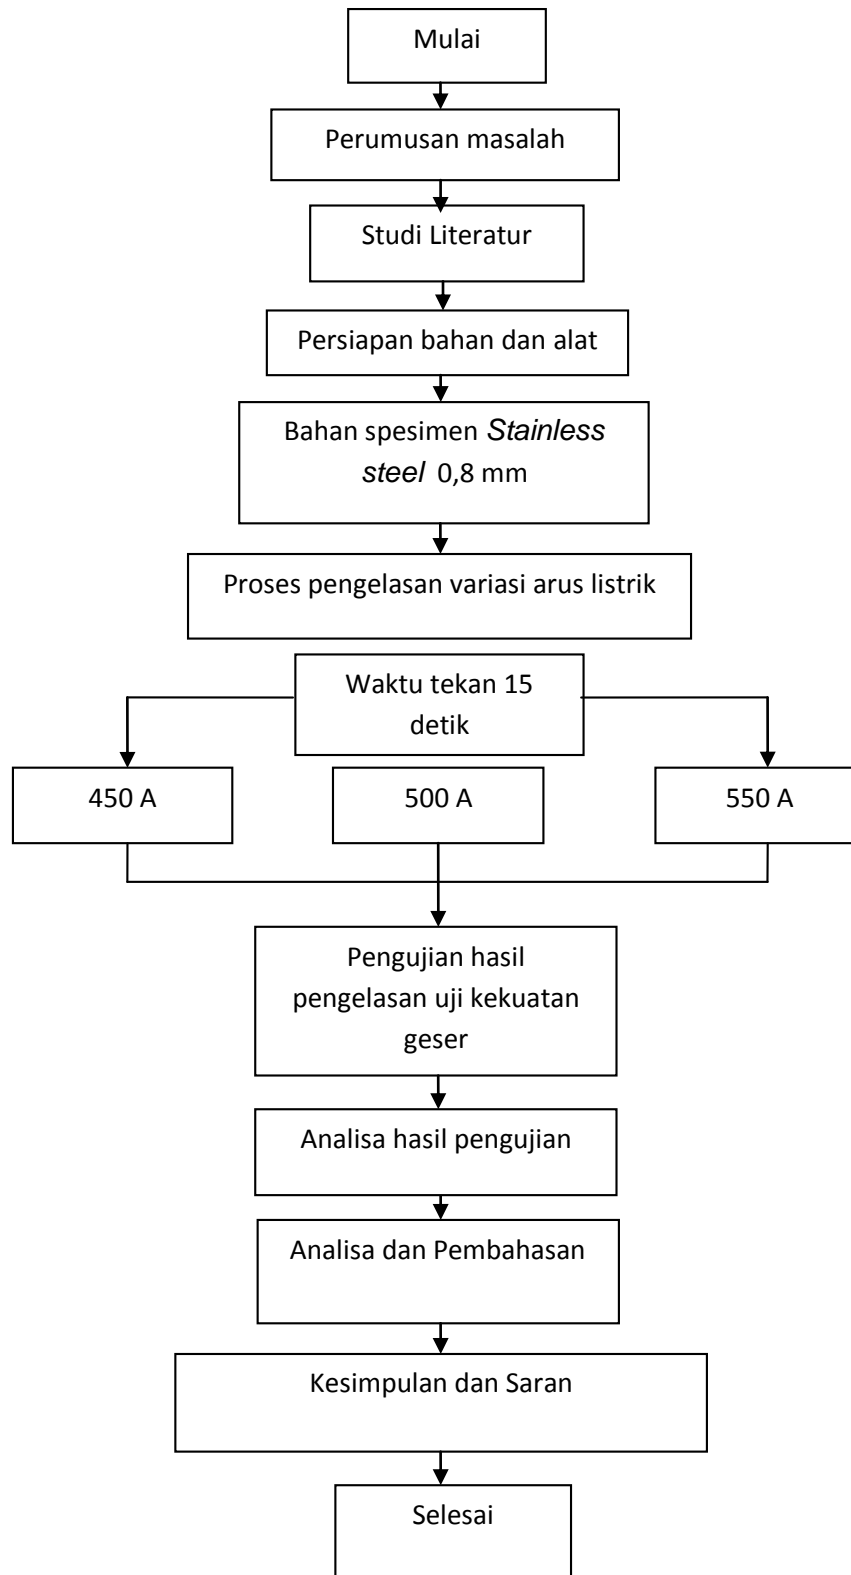 Mulai
Perumusan masalah
Studi Literatur
Persiapan bahan dan alat
Bahan spesimen Stainless
steel 0,8 mm
Proses pengelasan variasi arus listrik
Waktu tekan 15
detik
450 A
500 A
550 A
Pengujian hasil
pengelasan uji kekuatan
geser
Analisa hasil pengujian
Analisa dan Pembahasan
Kesimpulan dan Saran
Selesai